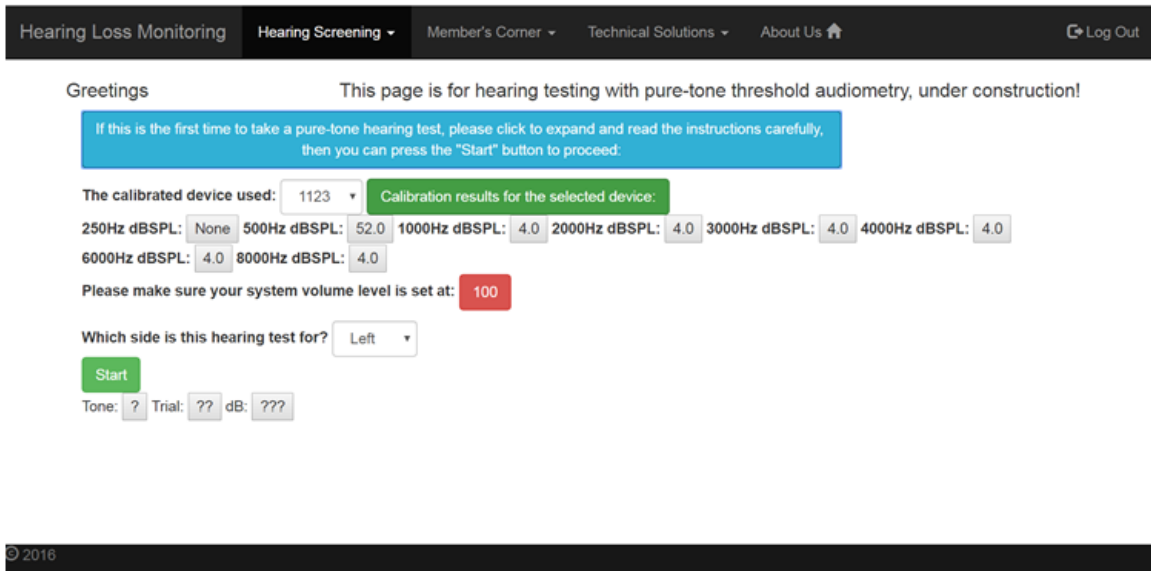 Hearing Loss Monitoring Hearing Screening Member's Corner Technical Solutions About Us Log Out
Greetings This page is for hearing testing with pure-tone threshold audiometry, under construction!
If this is the first time to take a pure-tone hearing test, please click to expand and read the instructions carefully,
then you can press the "Start" button to proceed:
The calibrated device used: 1123 Calibration results for the selected device:
250Hz dBSPL: None 500Hz dBSPL: 52.0 1000Hz dBSPL: 4.0 2000Hz dBSPL: 4.0 3000Hz dBSPL: 4.0 4000Hz dBSPL: 4.0
6000Hz dBSPL: 4.0 8000Hz dBSPL: 4.0
Please make sure your system volume level is set at: 100
Which side is this hearing test for? Left
Start
Tone: ? Trial: ?? dB: ???
© 2016